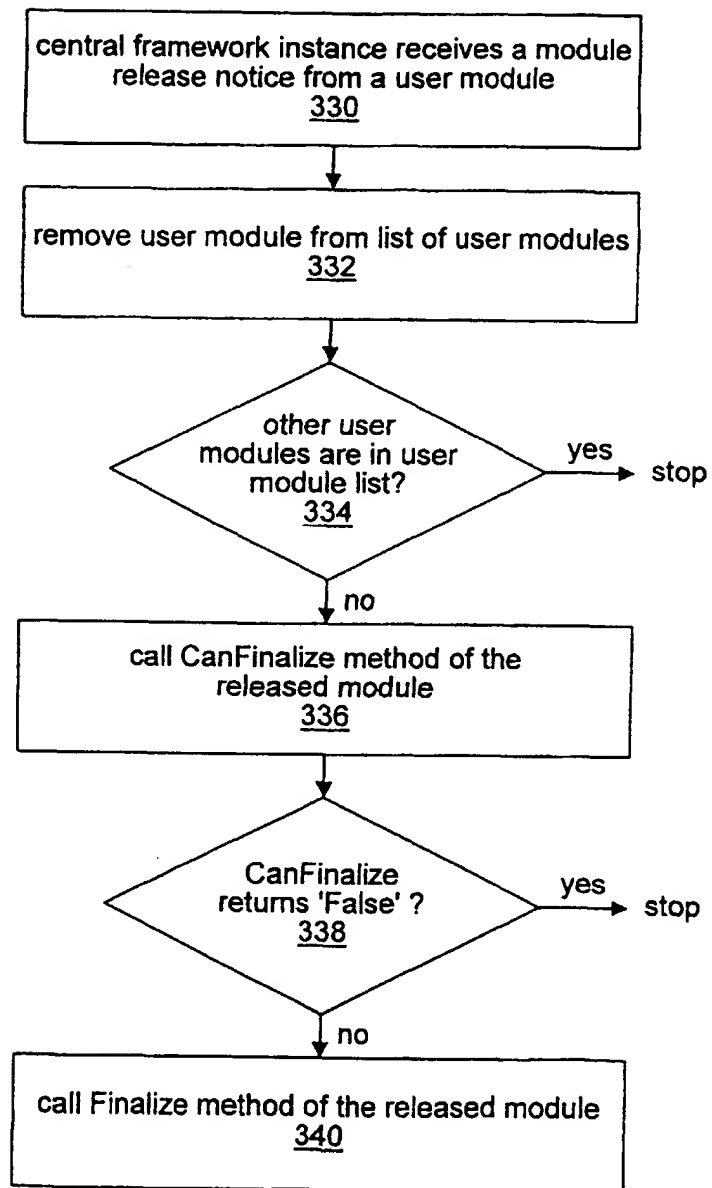 central framework instance receives a module
release notice from a user module
330
remove user module from list of user modules
332
other user
modules are in user
module list?
334
yes
stop
no
call CanFinalize method of the
released module
336
CanFinalize
returns 'False' ?
338
yes
stop
no
call Finalize method of the released module
340